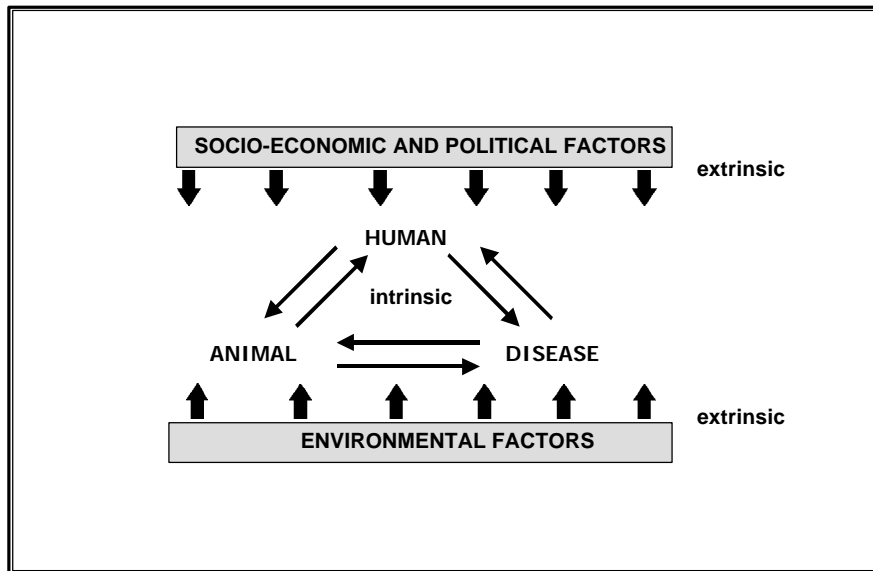 SOCIO-ECONOMIC AND POLITICAL FACTORS
extrinsic
HUMAN
intrinsic
ANIMAL
DISEASE
extrinsic
ENVIRONMENTAL FACTORS